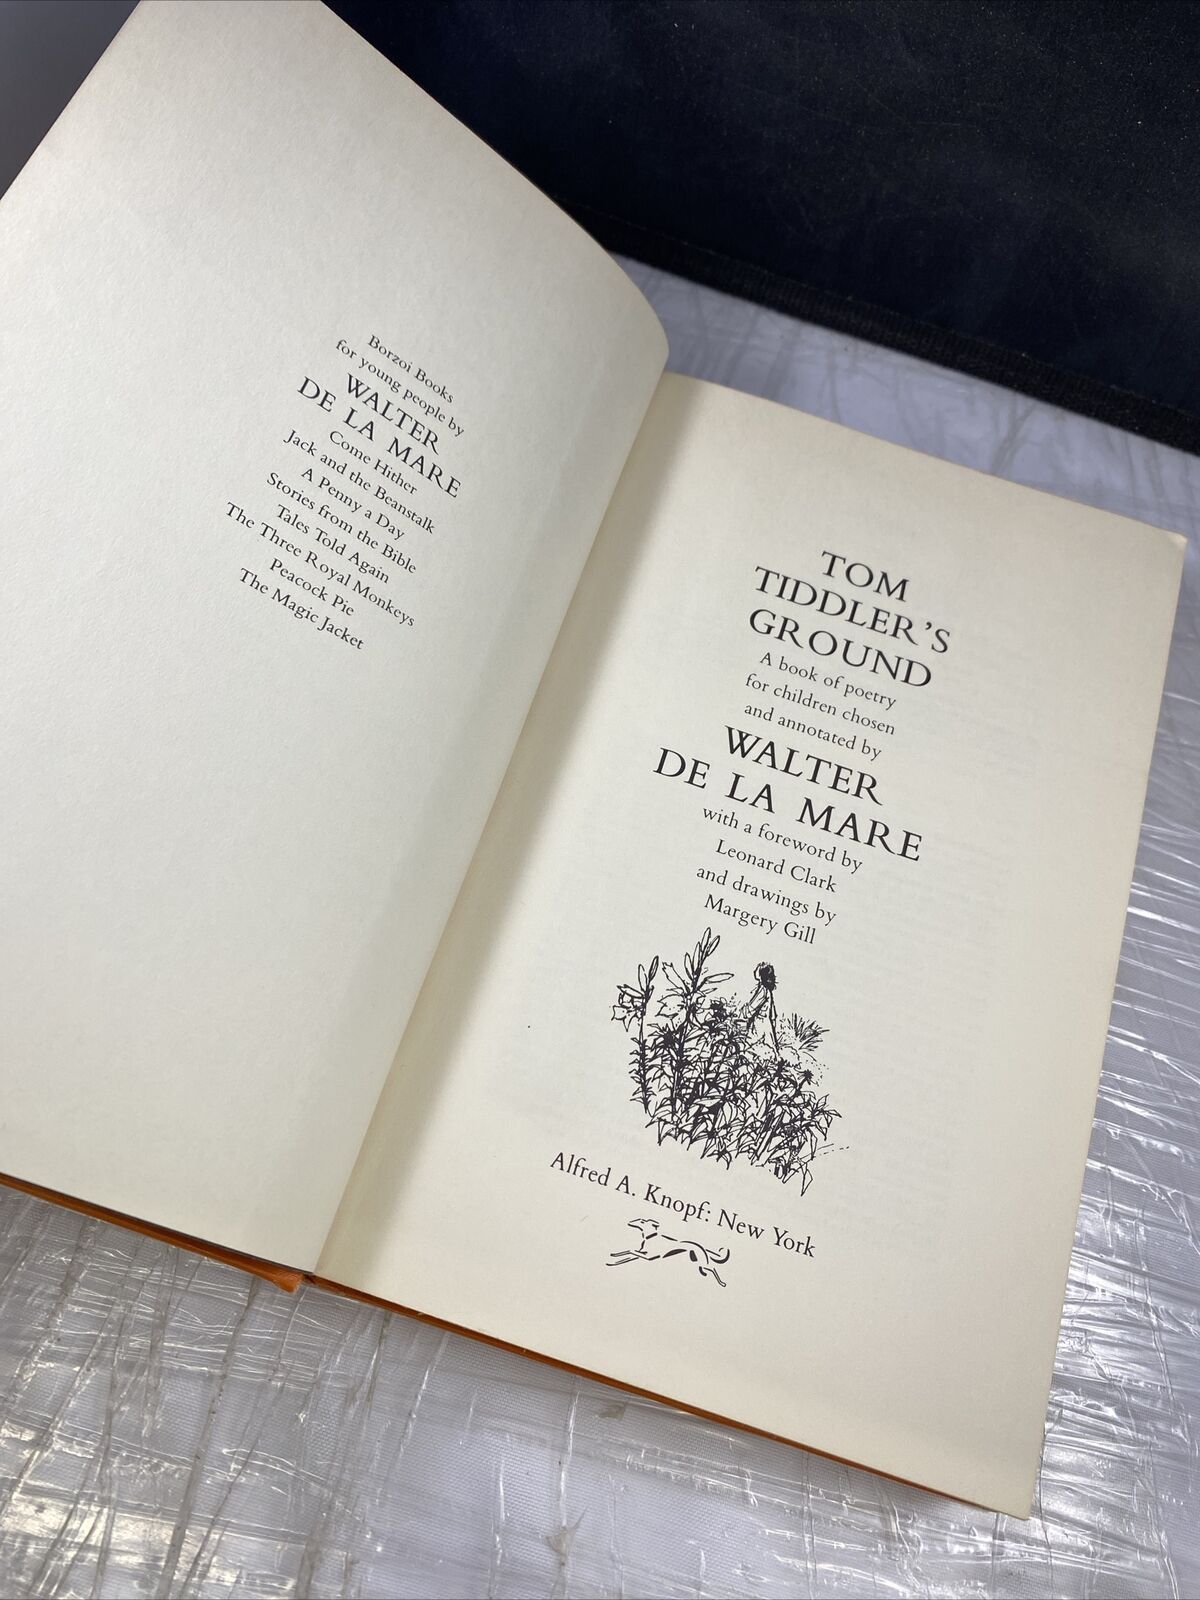 Borzoi Books
for young people by
WALTER
DE LA MARE
Come Hither
Jack and the Beanstalk
A Penny a Day
Stories from the Bible
Tales Told Again
The Three Royal Monkeys
Peacock Pie
The Magic Jacket
TOM
TIDDLER'S
GROUND
A book of poetry
for children chosen
and annotated by
WALTER
DE LA MARE
with a foreword by
Leonard Clark
and drawings by
Margery Gill
Alfred A. Knopf: New York